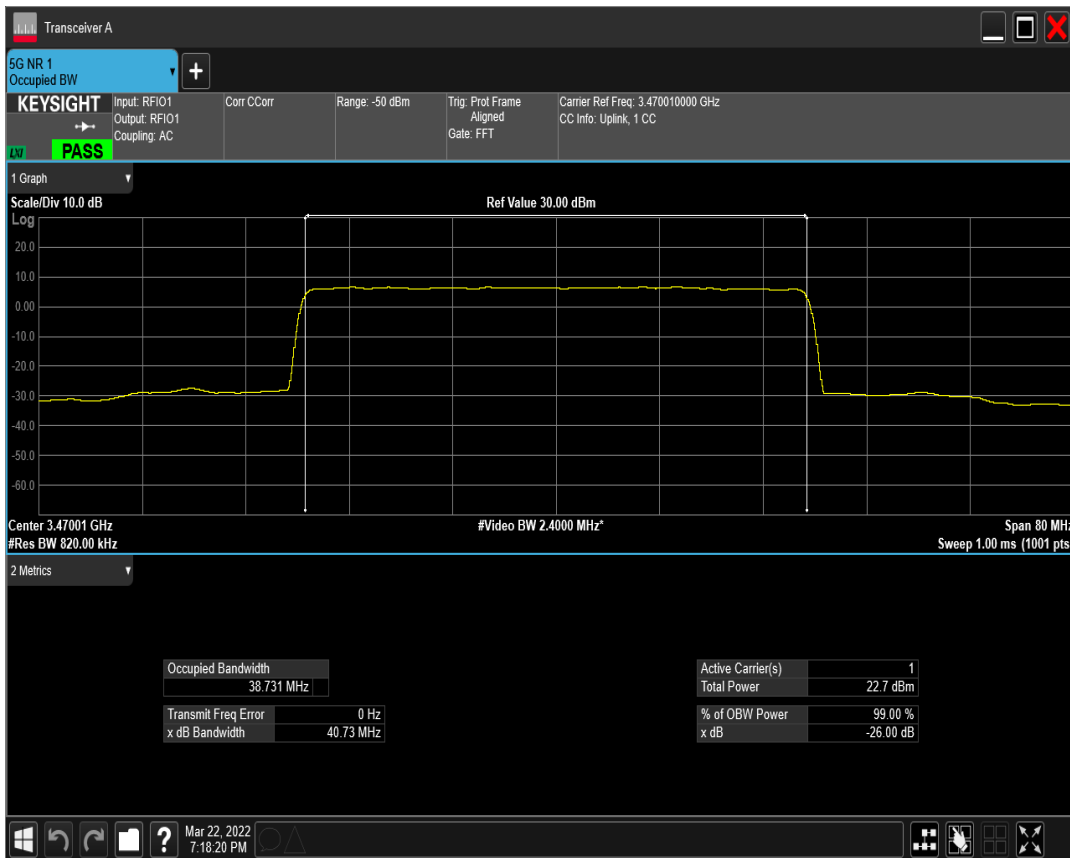 Transceiver A
5G NR 1
Occupied BW
+
KEYSIGHT
LXI
PASS
Input: RFIO1
Output: RFIO1
Coupling: AC
Corr CCorr
Range: -50 dBm
Trig: Prot Frame
Aligned
Gate: FFT
Carrier Ref Freq: 3.470010000 GHz
CC Info: Uplink, 1 CC
1 Graph
Scale/Div 10.0 dB
Ref Value 30.00 dBm
Log
20.0
10.0
0.00
-10.0
-20.0
-30.0
-40.0
-50.0
-60.0
Center 3.47001 GHz
#Video BW 2.4000 MHz*
Span 80 MHz
#Res BW 820.00 kHz
Sweep 1.00 ms (1001 pts
2 Metrics
Occupied Bandwidth
38.731 MHz
Transmit Freq Error 0 Hz
x dB Bandwidth 40.73 MHz
Active Carrier(s) 1
Total Power 22.7 dBm
% of OBW Power 99.00 %
x dB -26.00 dB
?
Mar 22, 2022
7:18:20 PM